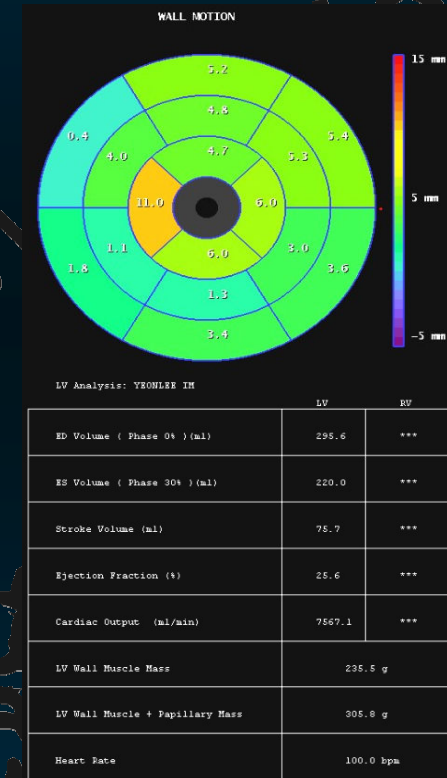 WALL MOTION
15 mm
5 mm
-5 mm
5.2
4.8
4.7
0.4
4.0
5.3
5.4
11.0
6.0
1.8
1.1
6.0
3.0
3.6
1.3
3.4
LV Analysis: YEONLEE IM
LV RV
ED Volume ( Phase 0% )(ml) 295.6 ***
ES Volume ( Phase 30% )(ml) 220.0 ***
Stroke Volume (ml) 75.7 ***
Ejection Fraction (%) 25.6 ***
Cardiac Output (ml/min) 7567.1 ***
LV Wall Muscle Mass 235.5 g
LV Wall Muscle + Papillary Mass 305.8 g
Heart Rate 100.0 bpm